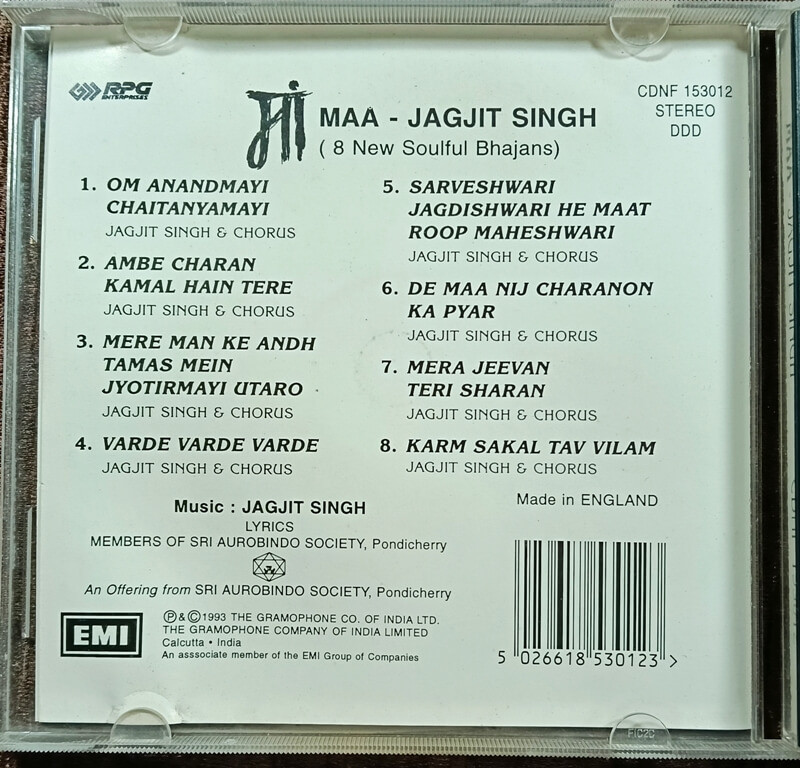 RPG
ENTERPRISES
माँ MAA - JAGJIT SINGH
( 8 New Soulful Bhajans)
CDNF 153012
STEREO
DDD
1. OM ANANDMAYI
CHAITANYAMAYI
JAGJIT SINGH & CHORUS
2. AMBE CHARAN
KAMAL HAIN TERE
JAGJIT SINGH & CHORUS
3. MERE MAN KE ANDH
TAMAS MEIN
JYOTIRMAYI UTARO
JAGJIT SINGH & CHORUS
4. VARDE VARDE VARDE
JAGJIT SINGH & CHORUS
5. SARVESHWARI
JAGDISHWARI HE MAAT
ROOP MAHESHWARI
JAGJIT SINGH & CHORUS
6. DE MAA NIJ CHARANON
KA PYAR
JAGJIT SINGH & CHORUS
7. MERA JEEVAN
TERI SHARAN
JAGJIT SINGH & CHORUS
8. KARM SAKAL TAV VILAM
JAGJIT SINGH & CHORUS
Music : JAGJIT SINGH
LYRICS
MEMBERS OF SRI AUROBINDO SOCIETY, Pondicherry
An Offering from SRI AUROBINDO SOCIETY, Pondicherry
Made in ENGLAND
EMI
℗ & © 1993 THE GRAMOPHONE CO. OF INDIA LTD.
THE GRAMOPHONE COMPANY OF INDIA LIMITED
Calcutta • India
An asssociate member of the EMI Group of Companies
5 026618 530123 >